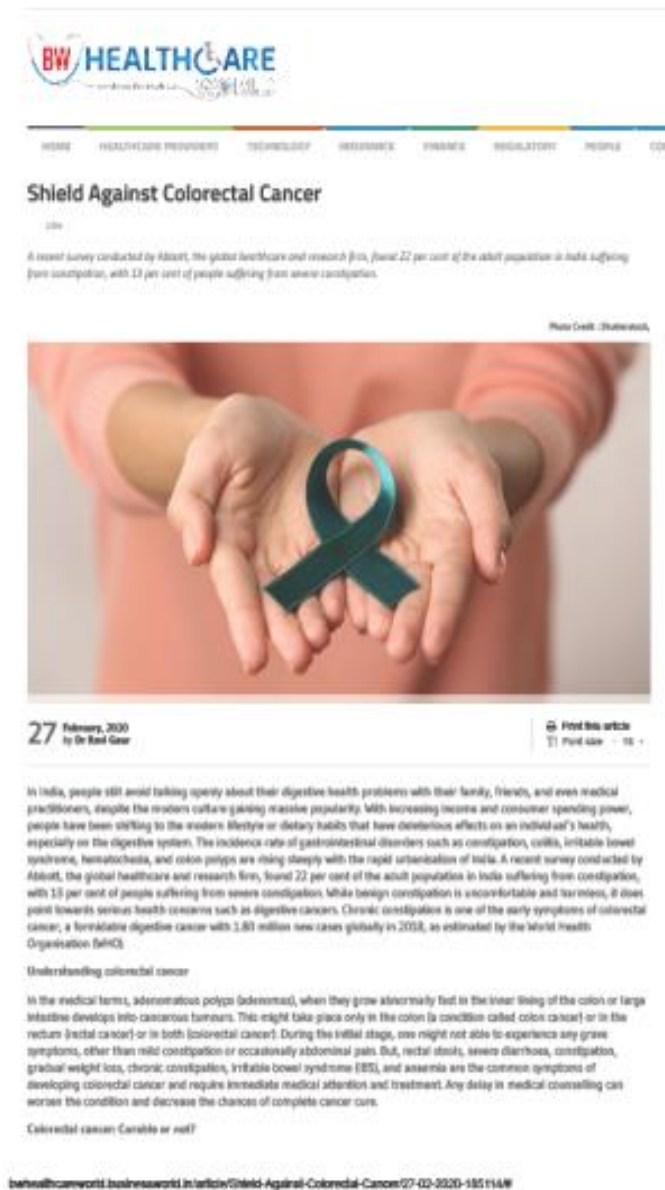 BW HEALTHCARE
HOME HEALTHCARE PROVIDERS TECHNOLOGY INSURANCE FINANCE REGULATORY PEOPLE CO
Shield Against Colorectal Cancer
A recent survey conducted by Abbott, the global healthcare and research firm, found 22 per cent of the adult population in India suffering
from constipation, with 13 per cent of people suffering from severe constipation.
Photo Credit : Shutterstock,
27 February, 2020
by Dr Ravi Gaur
Print this article
Font size - 16 +
In India, people still avoid talking openly about their digestive health problems with their family, friends, and even medical
practitioners, despite the modern culture gaining massive popularity. With increasing income and consumer spending power,
people have been shifting to the modern lifestyle or dietary habits that have deleterious effects on an individual's health,
especially on the digestive system. The incidence rate of gastrointestinal disorders such as constipation, colitis, irritable bowel
syndrome, hematochezia, and colon polyps are rising steeply with the rapid urbanisation of India. A recent survey conducted by
Abbott, the global healthcare and research firm, found 22 per cent of the adult population in India suffering from constipation,
with 13 per cent of people suffering from severe constipation. While benign constipation is uncomfortable and harmless, it does
point towards serious health concerns such as digestive cancers. Chronic constipation is one of the early symptoms of colorectal
cancer, a formidable digestive cancer with 1.80 million new cases globally in 2018, as estimated by the World Health
Organisation (WHO).
Understanding colorectal cancer
In the medical terms, adenomatous polyps (adenomas), when they grow abnormally fast in the inner lining of the colon or large
intestine develops into cancerous tumours. This might take place only in the colon (a condition called colon cancer) or in the
rectum (rectal cancer) or in both (colorectal cancer). During the initial stage, one might not able to experience any grave
symptoms, other than mild constipation or occasionally abdominal pain. But, rectal stools, severe diarrhoea, constipation,
gradual weight loss, chronic constipation, irritable bowel syndrome (IBS), and anaemia are the common symptoms of
developing colorectal cancer and require immediate medical attention and treatment. Any delay in medical counselling can
worsen the condition and decrease the chances of complete cancer cure.
Colorectal cancer: Curable or not?
bwhealthcareworld.businessworld.in/article/Shield-Against-Colorectal-Cancer/27-02-2020-185114/#